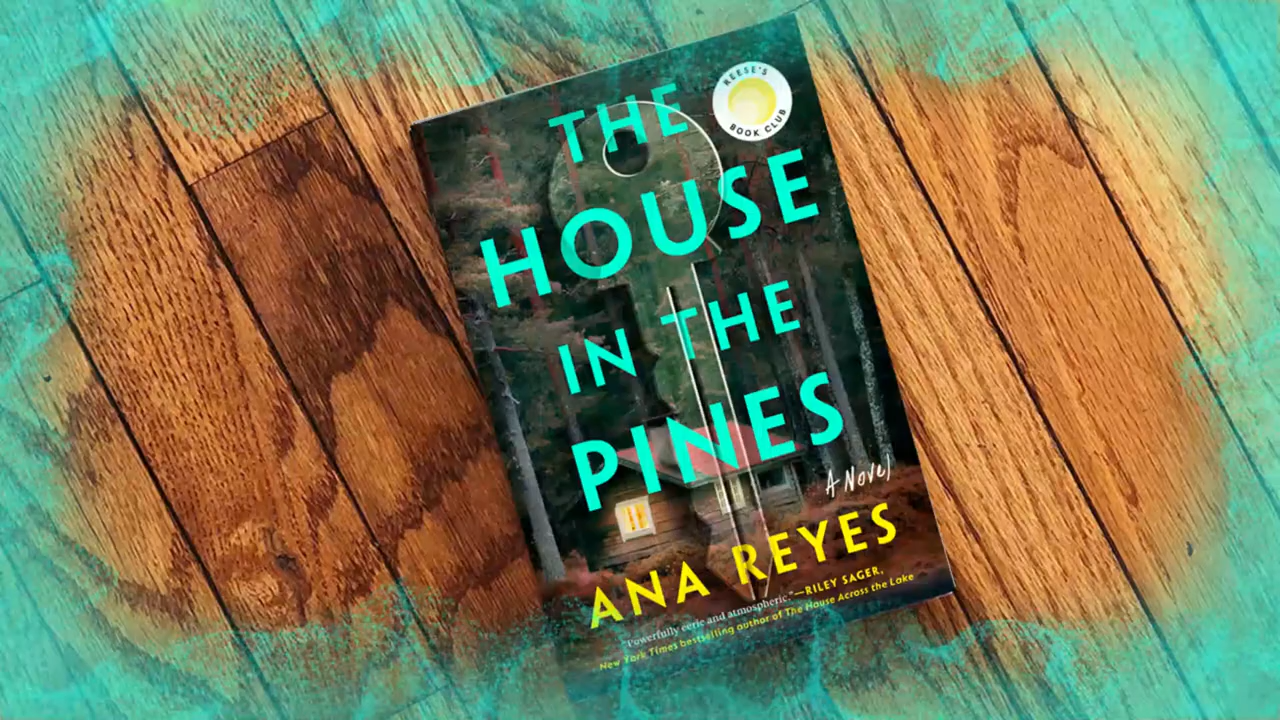 REESE'S
BOOK CLUB
THE
HOUSE
IN THE
PINES
A Novel
ANA REYES
"Powerfully eerie and atmospheric."—RILEY SAGER,
New York Times bestselling author of The House Across the Lake